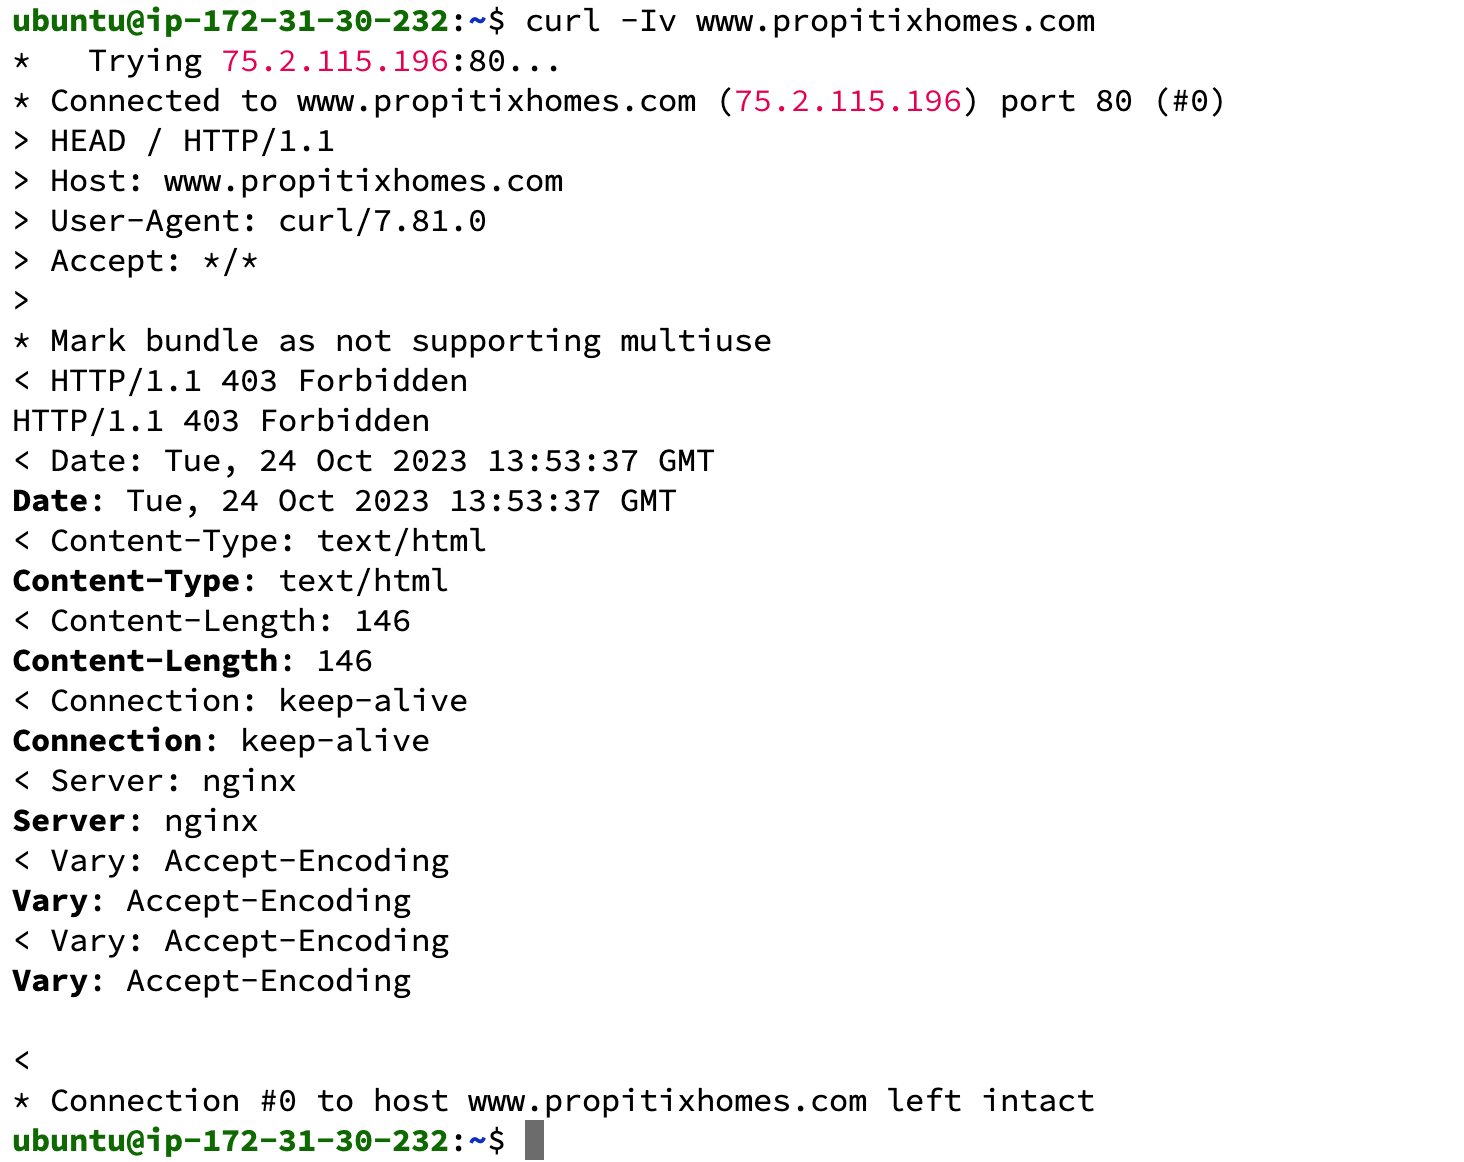 ubuntu@ip-172-31-30-232:~$ curl -Iv www.propitixhomes.com
*   Trying 75.2.115.196:80...
* Connected to www.propitixhomes.com (75.2.115.196) port 80 (#0)
> HEAD / HTTP/1.1
> Host: www.propitixhomes.com
> User-Agent: curl/7.81.0
> Accept: */*
>
* Mark bundle as not supporting multiuse
< HTTP/1.1 403 Forbidden
HTTP/1.1 403 Forbidden
< Date: Tue, 24 Oct 2023 13:53:37 GMT
Date: Tue, 24 Oct 2023 13:53:37 GMT
< Content-Type: text/html
Content-Type: text/html
< Content-Length: 146
Content-Length: 146
< Connection: keep-alive
Connection: keep-alive
< Server: nginx
Server: nginx
< Vary: Accept-Encoding
Vary: Accept-Encoding
< Vary: Accept-Encoding
Vary: Accept-Encoding

<
* Connection #0 to host www.propitixhomes.com left intact
ubuntu@ip-172-31-30-232:~$